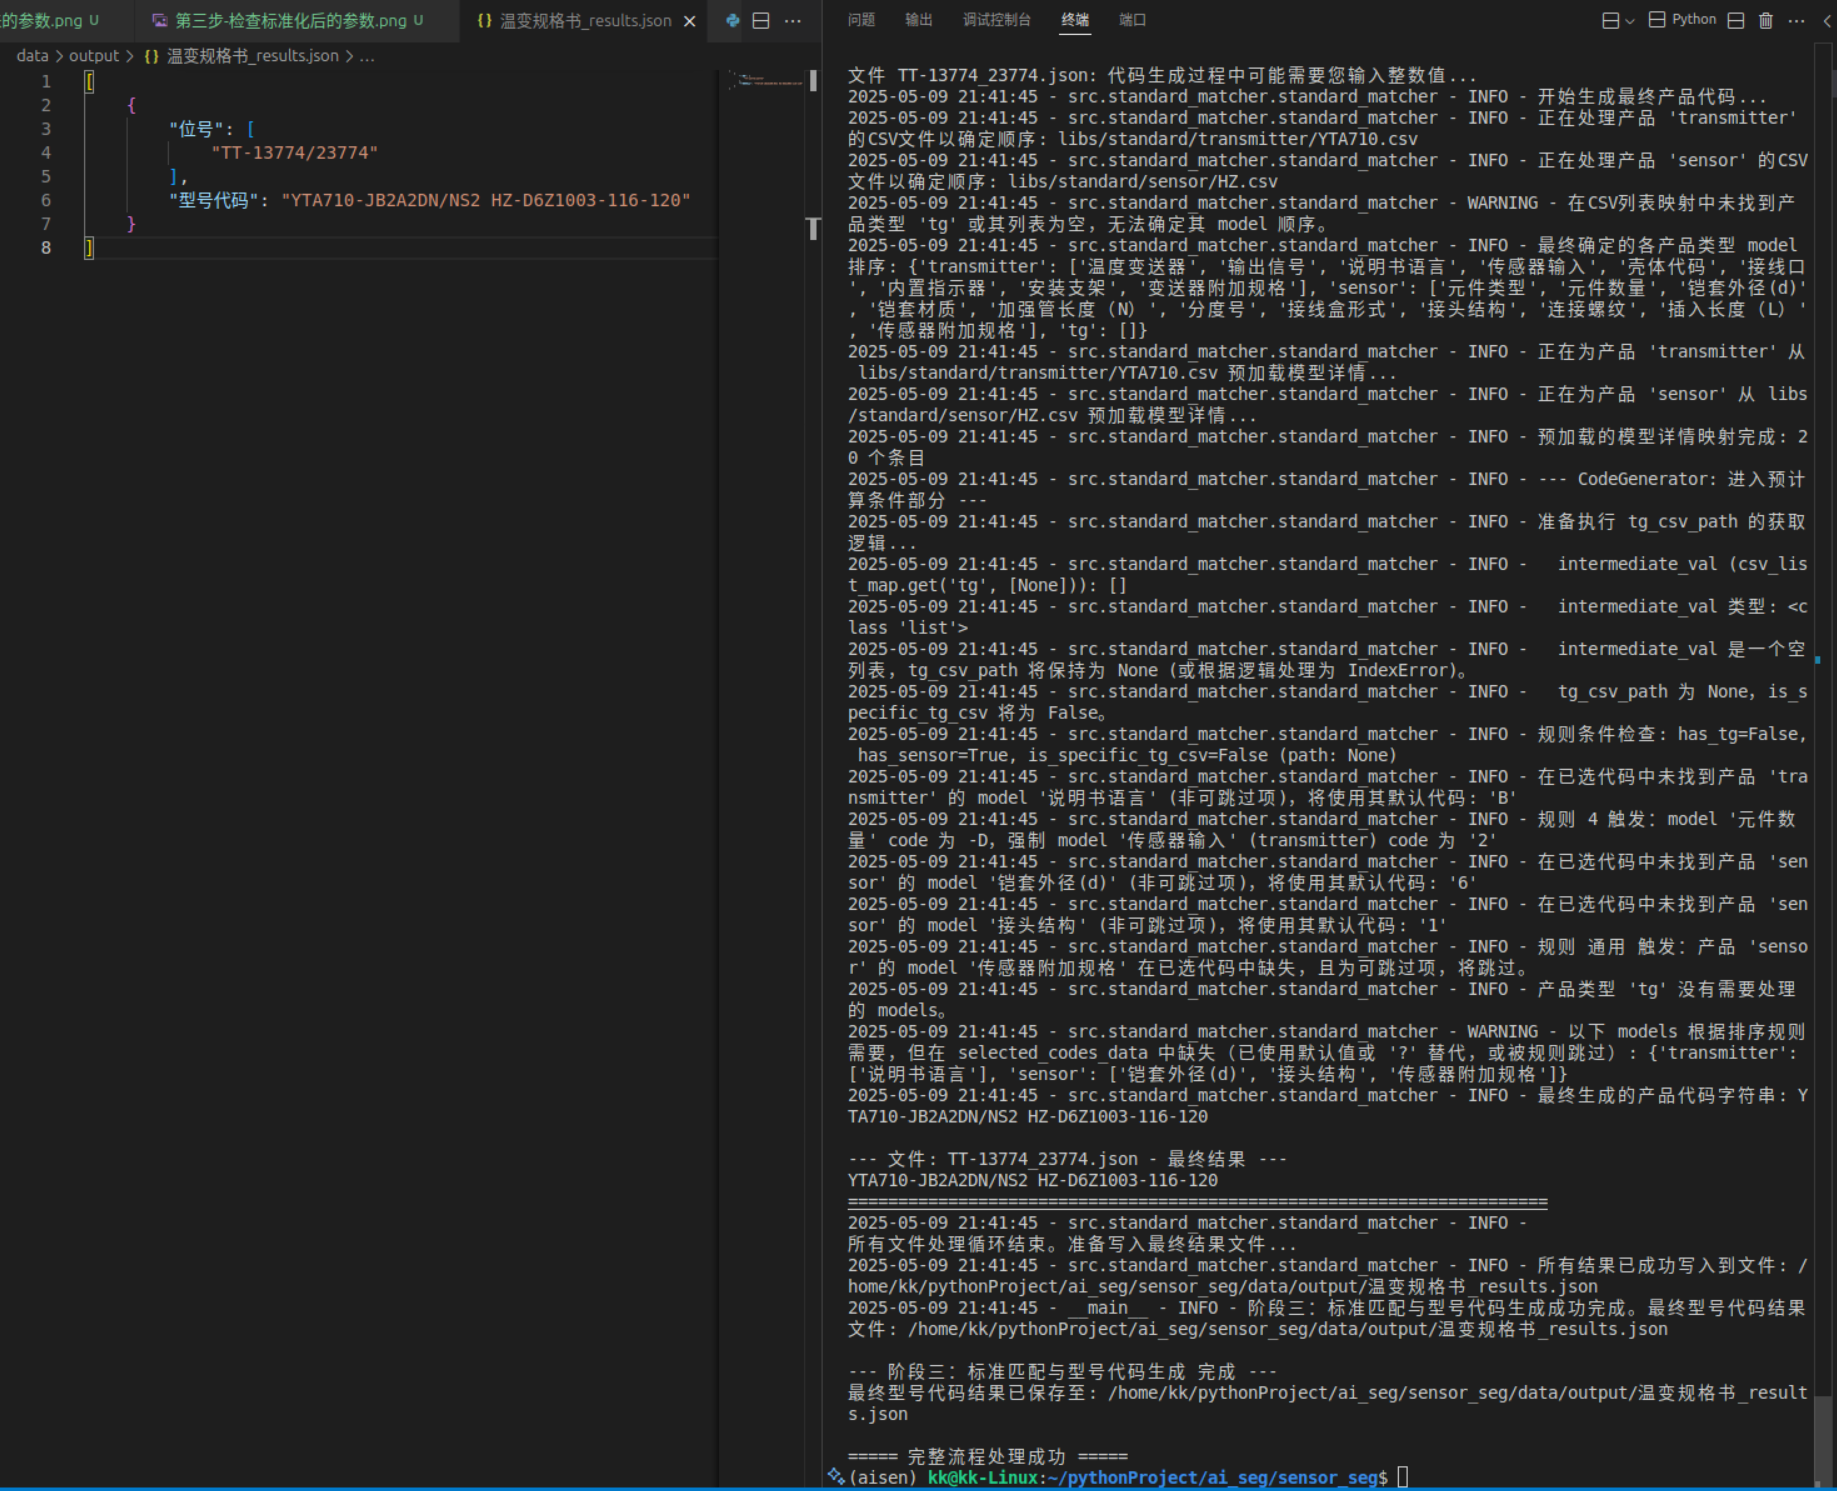 的参数.png U
第三步-检查标准化后的参数.png U
{} 温变规格书_results.json ×
data > output > {} 温变规格书_results.json > ...
1 [
2 {
3 "位号": [
4 "TT-13774/23774"
5 ],
6 "型号代码": "YTA710-JB2A2DN/NS2 HZ-D6Z1003-116-120"
7 }
8 ]
问题 输出 调试控制台 终端 端口
Python
文件 TT-13774_23774.json: 代码生成过程中可能需要您输入整数值...
2025-05-09 21:41:45 - src.standard_matcher.standard_matcher - INFO - 开始生成最终产品代码...
2025-05-09 21:41:45 - src.standard_matcher.standard_matcher - INFO - 正在处理产品 'transmitter'
的CSV文件以确定顺序: libs/standard/transmitter/YTA710.csv
2025-05-09 21:41:45 - src.standard_matcher.standard_matcher - INFO - 正在处理产品 'sensor' 的CSV
文件以确定顺序: libs/standard/sensor/HZ.csv
2025-05-09 21:41:45 - src.standard_matcher.standard_matcher - WARNING - 在CSV列表映射中未找到产
品类型 'tg' 或其列表为空，无法确定其 model 顺序。
2025-05-09 21:41:45 - src.standard_matcher.standard_matcher - INFO - 最终确定的各产品类型 model
排序: {'transmitter': ['温度变送器', '输出信号', '说明书语言', '传感器输入', '壳体代码', '接线口
', '内置指示器', '安装支架', '变送器附加规格'], 'sensor': ['元件类型', '元件数量', '铠套外径(d)'
, '铠套材质', '加强管长度（N）', '分度号', '接线盒形式', '接头结构', '连接螺纹', '插入长度（L）'
, '传感器附加规格'], 'tg': []}
2025-05-09 21:41:45 - src.standard_matcher.standard_matcher - INFO - 正在为产品 'transmitter' 从
libs/standard/transmitter/YTA710.csv 预加载模型详情...
2025-05-09 21:41:45 - src.standard_matcher.standard_matcher - INFO - 正在为产品 'sensor' 从 libs
/standard/sensor/HZ.csv 预加载模型详情...
2025-05-09 21:41:45 - src.standard_matcher.standard_matcher - INFO - 预加载的模型详情映射完成: 2
0 个条目
2025-05-09 21:41:45 - src.standard_matcher.standard_matcher - INFO - --- CodeGenerator: 进入预计
算条件部分 ---
2025-05-09 21:41:45 - src.standard_matcher.standard_matcher - INFO - 准备执行 tg_csv_path 的获取
逻辑...
2025-05-09 21:41:45 - src.standard_matcher.standard_matcher - INFO -   intermediate_val (csv_lis
t_map.get('tg', [None])): []
2025-05-09 21:41:45 - src.standard_matcher.standard_matcher - INFO -   intermediate_val 类型: <c
lass 'list'>
2025-05-09 21:41:45 - src.standard_matcher.standard_matcher - INFO -   intermediate_val 是一个空
列表，tg_csv_path 将保持为 None (或根据逻辑处理为 IndexError)。
2025-05-09 21:41:45 - src.standard_matcher.standard_matcher - INFO -   tg_csv_path 为 None，is_s
pecific_tg_csv 将为 False。
2025-05-09 21:41:45 - src.standard_matcher.standard_matcher - INFO - 规则条件检查: has_tg=False,
has_sensor=True, is_specific_tg_csv=False (path: None)
2025-05-09 21:41:45 - src.standard_matcher.standard_matcher - INFO - 在已选代码中未找到产品 'tra
nsmitter' 的 model '说明书语言' (非可跳过项)，将使用其默认代码: 'B'
2025-05-09 21:41:45 - src.standard_matcher.standard_matcher - INFO - 规则 4 触发: model '元件数
量' code 为 -D，强制 model '传感器输入' (transmitter) code 为 '2'
2025-05-09 21:41:45 - src.standard_matcher.standard_matcher - INFO - 在已选代码中未找到产品 'sen
sor' 的 model '铠套外径(d)' (非可跳过项)，将使用其默认代码: '6'
2025-05-09 21:41:45 - src.standard_matcher.standard_matcher - INFO - 在已选代码中未找到产品 'sen
sor' 的 model '接头结构' (非可跳过项)，将使用其默认代码: '1'
2025-05-09 21:41:45 - src.standard_matcher.standard_matcher - INFO - 规则 通用 触发: 产品 'senso
r' 的 model '传感器附加规格' 在已选代码中缺失，且为可跳过项，将跳过。
2025-05-09 21:41:45 - src.standard_matcher.standard_matcher - INFO - 产品类型 'tg' 没有需要处理
的 models。
2025-05-09 21:41:45 - src.standard_matcher.standard_matcher - WARNING - 以下 models 根据排序规则
需要，但在 selected_codes_data 中缺失（已使用默认值或 '?' 替代，或被规则跳过）: {'transmitter':
['说明书语言'], 'sensor': ['铠套外径(d)', '接头结构', '传感器附加规格']}
2025-05-09 21:41:45 - src.standard_matcher.standard_matcher - INFO - 最终生成的产品代码字符串: Y
TA710-JB2A2DN/NS2 HZ-D6Z1003-116-120
--- 文件: TT-13774_23774.json - 最终结果 ---
YTA710-JB2A2DN/NS2 HZ-D6Z1003-116-120
======================================================================
2025-05-09 21:41:45 - src.standard_matcher.standard_matcher - INFO -
所有文件处理循环结束。准备写入最终结果文件...
2025-05-09 21:41:45 - src.standard_matcher.standard_matcher - INFO - 所有结果已成功写入到文件: /
home/kk/pythonProject/ai_seg/sensor_seg/data/output/温变规格书_results.json
2025-05-09 21:41:45 - __main__ - INFO - 阶段三: 标准匹配与型号代码生成成功完成。最终型号代码结果
文件: /home/kk/pythonProject/ai_seg/sensor_seg/data/output/温变规格书_results.json
--- 阶段三: 标准匹配与型号代码生成 完成 ---
最终型号代码结果已保存至: /home/kk/pythonProject/ai_seg/sensor_seg/data/output/温变规格书_result
s.json
===== 完整流程处理成功 =====
(aisen) kk@kk-Linux:~/pythonProject/ai_seg/sensor_seg$